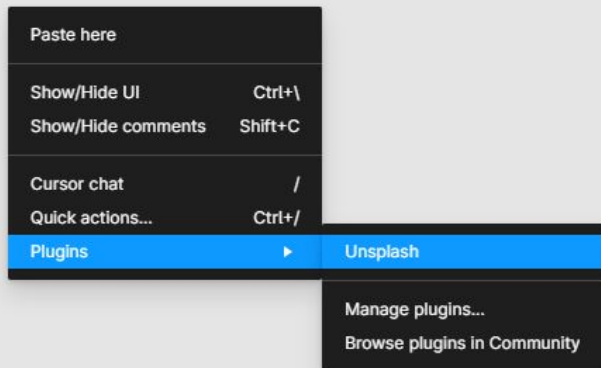 Paste here
Show/Hide UI Ctrl+\
Show/Hide comments Shift+C
Cursor chat /
Quick actions... Ctrl+/
Plugins
Unsplash
Manage plugins...
Browse plugins in Community